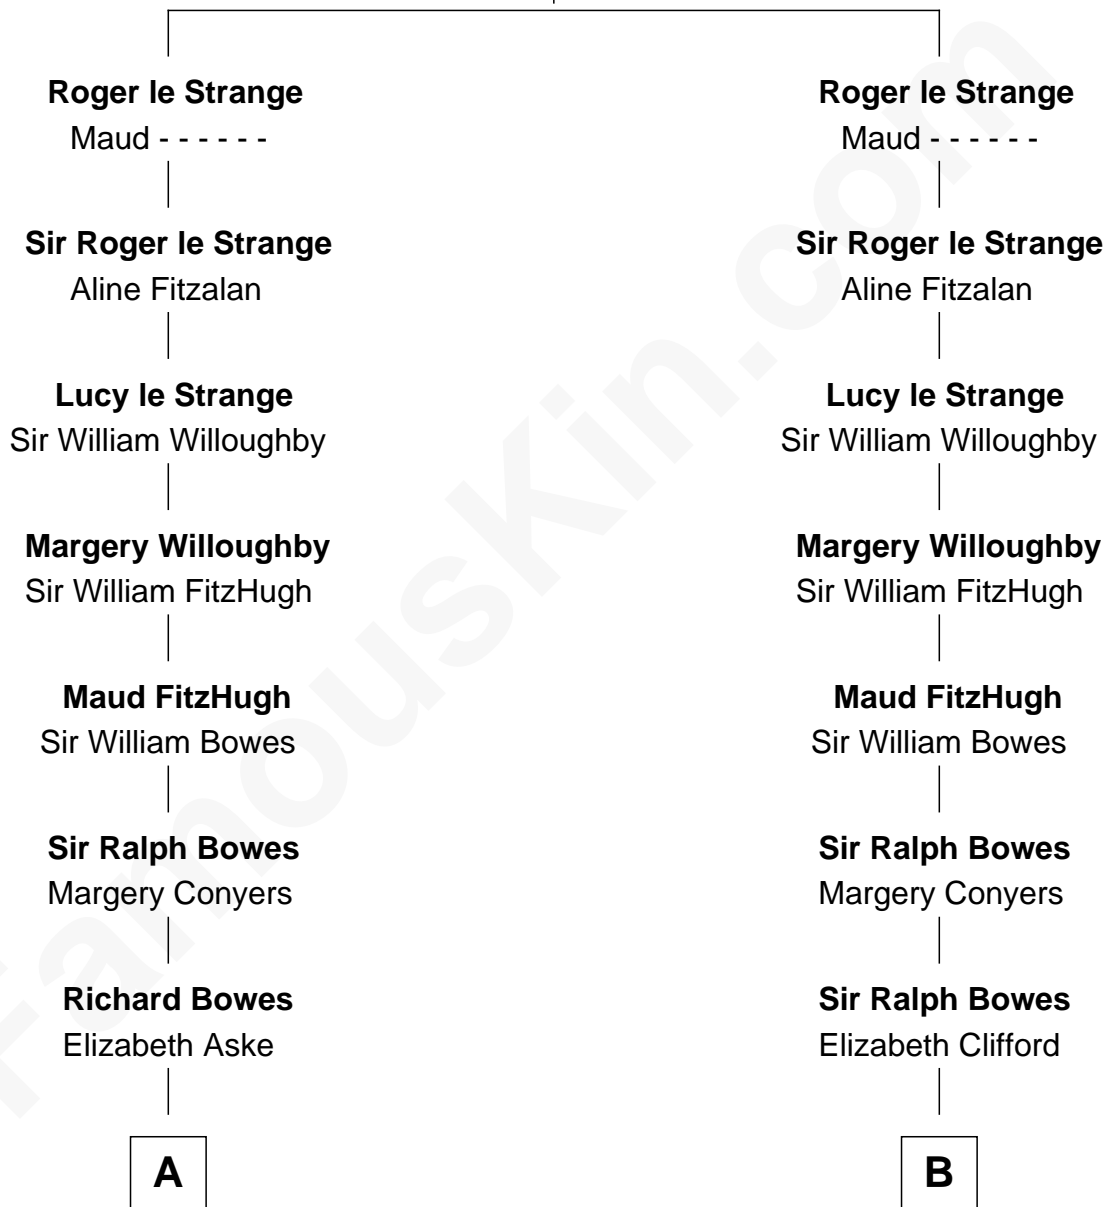 Roger le Strange
Maud - - - - - -
Sir Roger le Strange
Aline Fitzalan
Lucy le Strange
Sir William Willoughby
Margery Willoughby
Sir William FitzHugh
Maud FitzHugh
Sir William Bowes
Sir Ralph Bowes
Margery Conyers
Richard Bowes
Elizabeth Aske
A
Roger le Strange
Maud - - - - - -
Sir Roger le Strange
Aline Fitzalan
Lucy le Strange
Sir William Willoughby
Margery Willoughby
Sir William FitzHugh
Maud FitzHugh
Sir William Bowes
Sir Ralph Bowes
Margery Conyers
Sir Ralph Bowes
Elizabeth Clifford
B
FamousKin.com